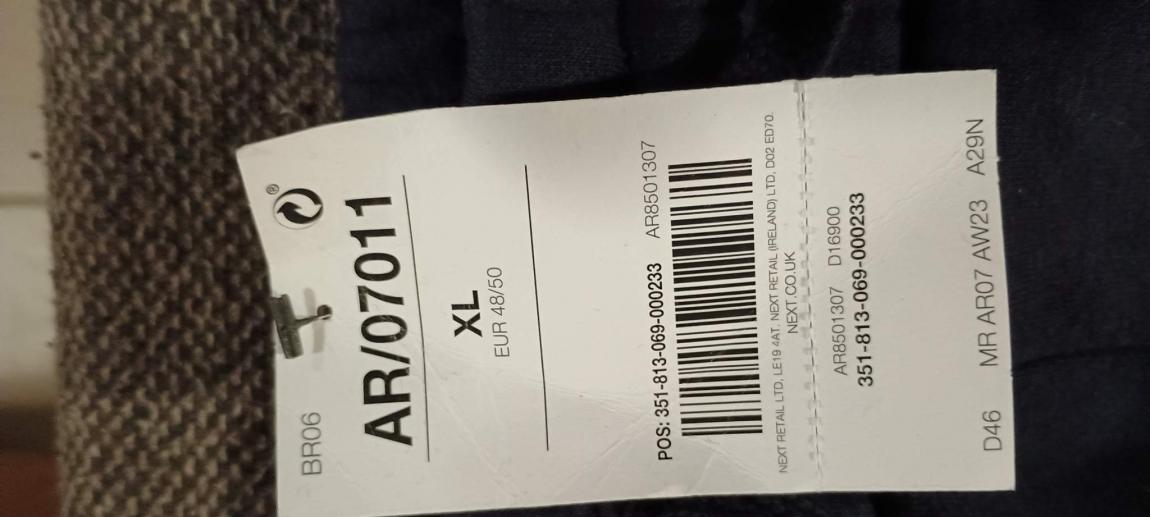 BR06 ®
AR/07011
XL
EUR 48/50
POS: 351-813-069-000233 AR8501307
NEXT RETAIL LTD, LE19 4AT. NEXT RETAIL (IRELAND) LTD, D02 ED70.
NEXT.CO.UK
AR8501307 D16900
351-813-069-000233
D46 MR AR07 AW23 A29N